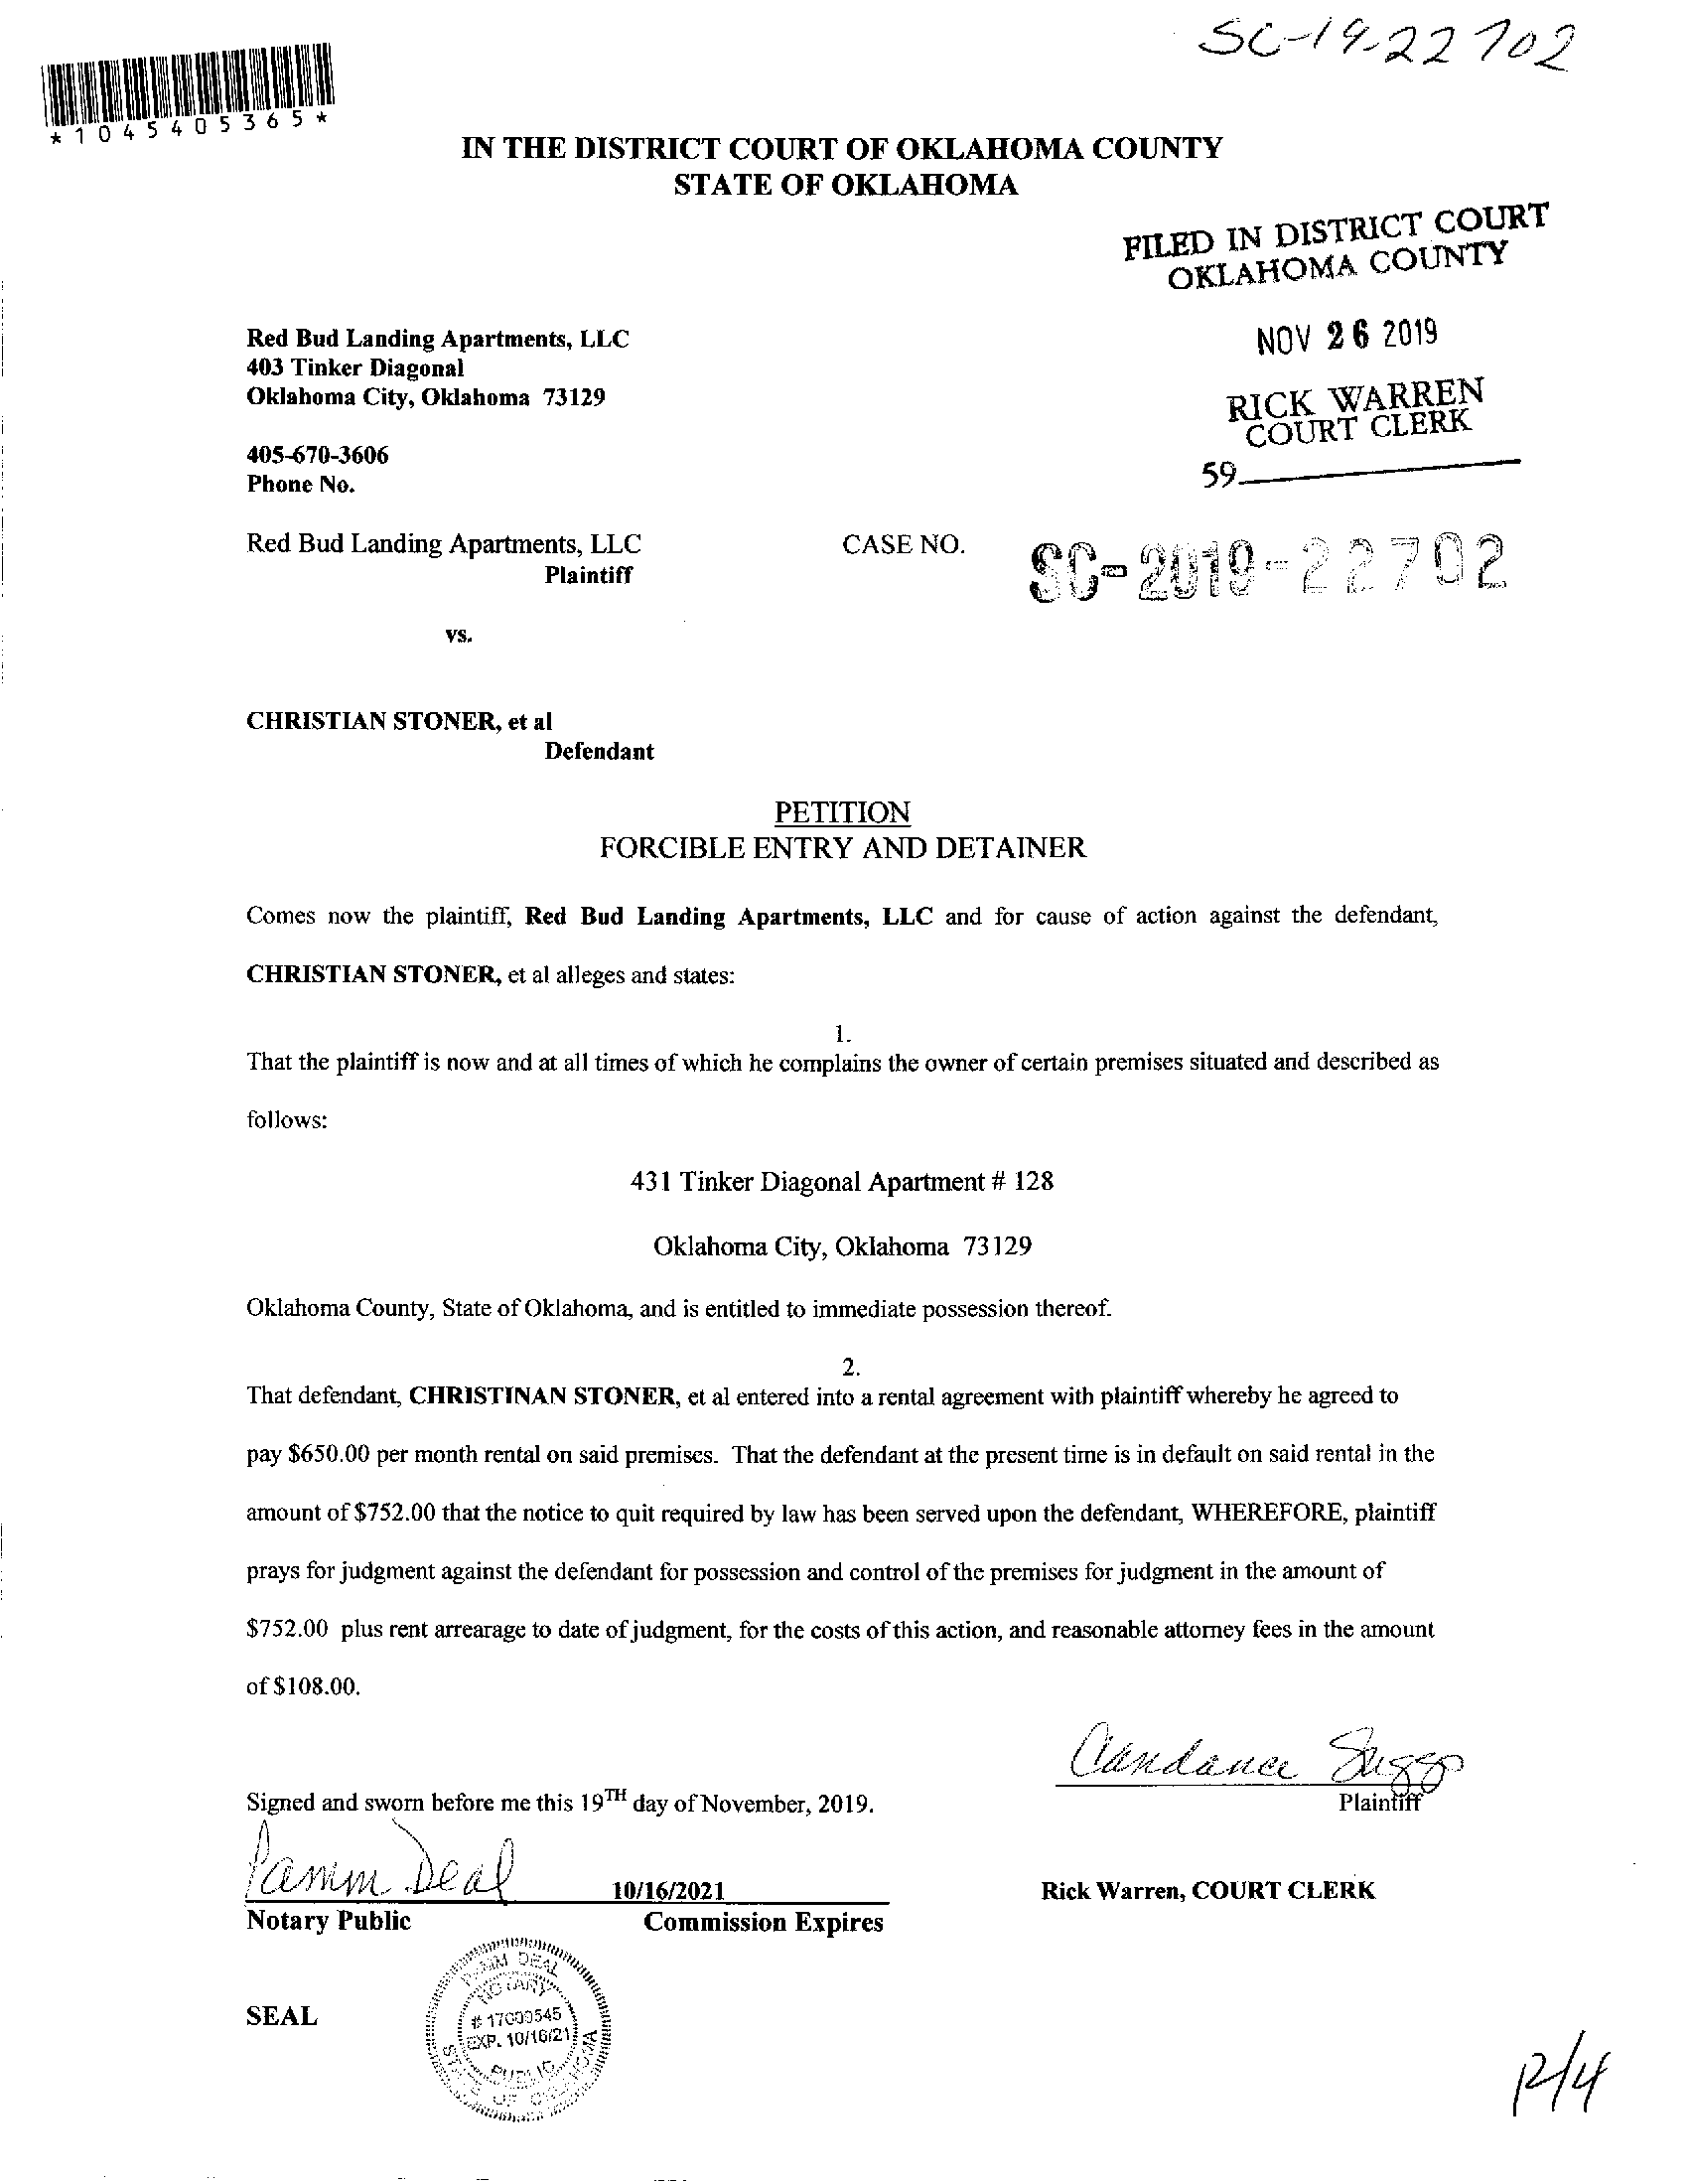 SC-19-22702
*1045405365*
IN THE DISTRICT COURT OF OKLAHOMA COUNTY
STATE OF OKLAHOMA
FILED IN DISTRICT COURT
OKLAHOMA COUNTY
NOV 26 2019
RICK WARREN
COURT CLERK
59
Red Bud Landing Apartments, LLC
403 Tinker Diagonal
Oklahoma City, Oklahoma 73129
405-670-3606
Phone No.
Red Bud Landing Apartments, LLC CASE NO. SC-2019-22702
Plaintiff
vs.
CHRISTIAN STONER, et al
Defendant
PETITION
FORCIBLE ENTRY AND DETAINER
Comes now the plaintiff, Red Bud Landing Apartments, LLC and for cause of action against the defendant,
CHRISTIAN STONER, et al alleges and states:
1.
That the plaintiff is now and at all times of which he complains the owner of certain premises situated and described as
follows:
431 Tinker Diagonal Apartment # 128
Oklahoma City, Oklahoma 73129
Oklahoma County, State of Oklahoma, and is entitled to immediate possession thereof.
2.
That defendant, CHRISTINAN STONER, et al entered into a rental agreement with plaintiff whereby he agreed to
pay $650.00 per month rental on said premises. That the defendant at the present time is in default on said rental in the
amount of $752.00 that the notice to quit required by law has been served upon the defendant, WHEREFORE, plaintiff
prays for judgment against the defendant for possession and control of the premises for judgment in the amount of
$752.00 plus rent arrearage to date of judgment, for the costs of this action, and reasonable attorney fees in the amount
of $108.00.
Candance Suggs
Plaintiff
Signed and sworn before me this 19TH day of November, 2019.
Pamm Deal
10/16/2021
Rick Warren, COURT CLERK
Notary Public Commission Expires
SEAL
PAMM DEAL
NOTARY
# 17009545
EXP. 10/16/21
PUBLIC
STATE OF OKLAHOMA
12/4